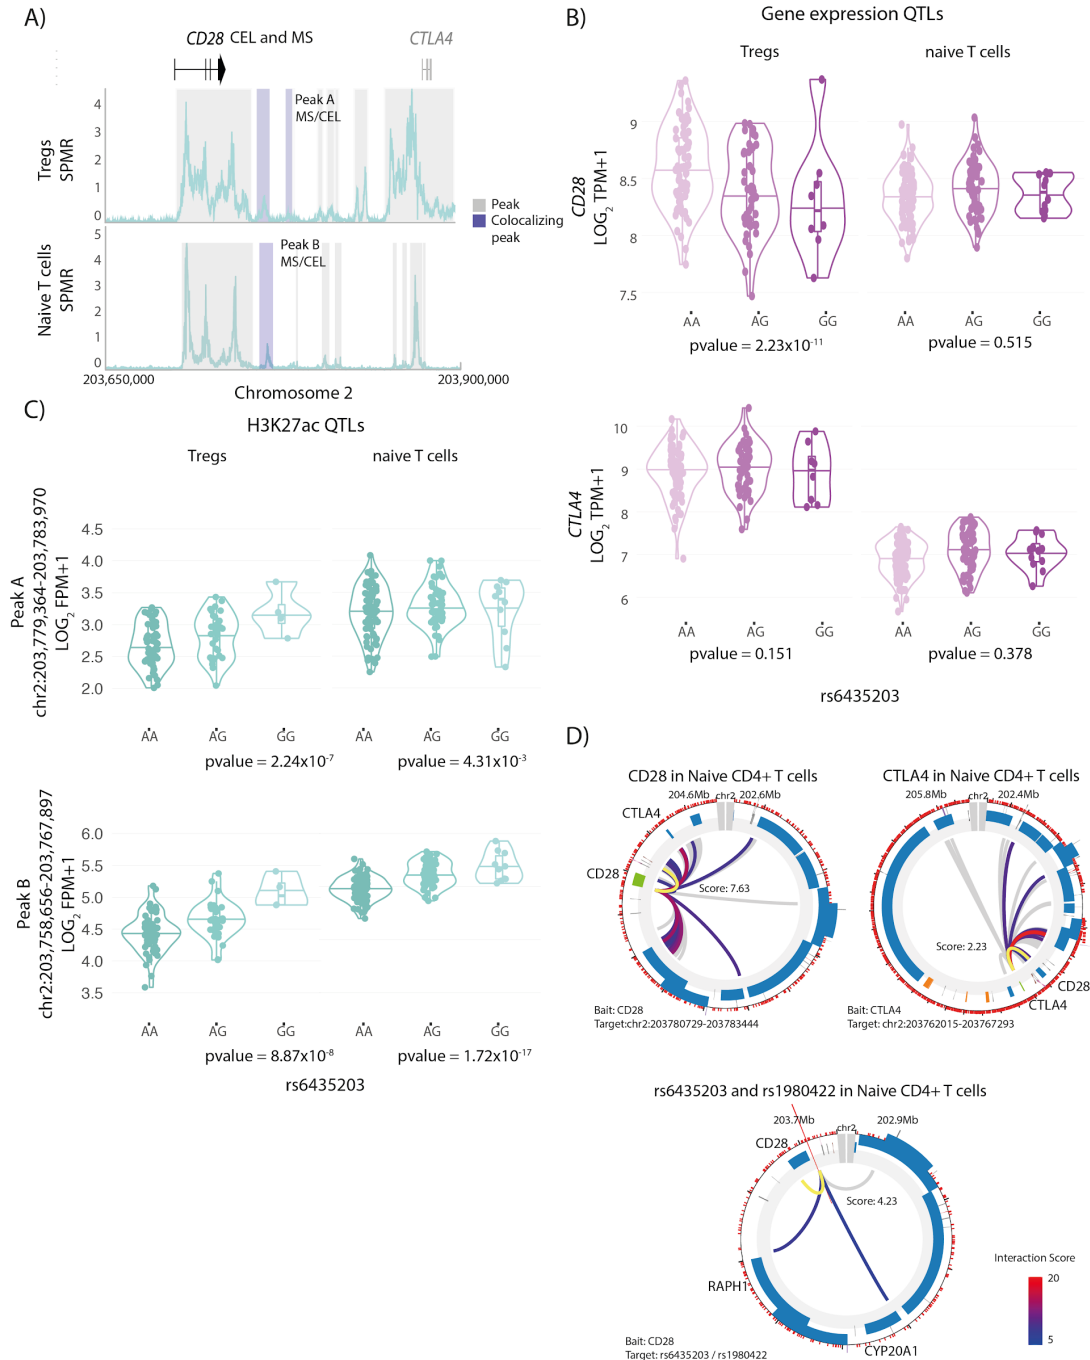 A)
CD28 CEL and MS
CTLA4
Tregs
SPMR
4
3
2
1
0
Peak A
MS/CEL
Peak
Colocalizing
peak
Naive T cells
SPMR
5
4
3
2
1
0
Peak B
MS/CEL
203,650,000
203,900,000
Chromosome 2
B)
Gene expression QTLs
Tregs
naive T cells
CD28
LOG2 TPM+1
9
8.5
8
7.5
AA
AG
GG
AA
AG
GG
pvalue = 2.23x10-11
pvalue = 0.515
CTLA4
LOG2 TPM+1
10
9
8
7
6
AA
AG
GG
AA
AG
GG
pvalue = 0.151
pvalue = 0.378
rs6435203
C)
H3K27ac QTLs
Tregs
naive T cells
Peak A
chr2:203,779,364-203,783,970
LOG2 FPM+1
4.5
4.0
3.5
3.0
2.5
2.0
AA
AG
GG
AA
AG
GG
pvalue = 2.24x10-7
pvalue = 4.31x10-3
Peak B
chr2:203,758,656-203,767,897
LOG2 FPM+1
6.0
5.5
5.0
4.5
4.0
3.5
AA
AG
GG
AA
AG
GG
pvalue = 8.87x10-8
pvalue = 1.72x10-17
rs6435203
D)
CD28 in Naive CD4+ T cells
204.6Mb
chr2
202.6Mb
CTLA4
CD28
Score: 7.63
Bait: CD28
Target:chr2:203780729-203783444
CTLA4 in Naive CD4+ T cells
205.8Mb
chr2
202.4Mb
Score: 2.23
CD28
CTLA4
Bait: CTLA4
Target: chr2:203762015-203767293
rs6435203 and rs1980422 in Naive CD4+ T cells
203.7Mb
chr2
202.9Mb
CD28
Score: 4.23
RAPH1
CYP20A1
Bait: CD28
Target: rs6435203 / rs1980422
Interaction Score
20
5